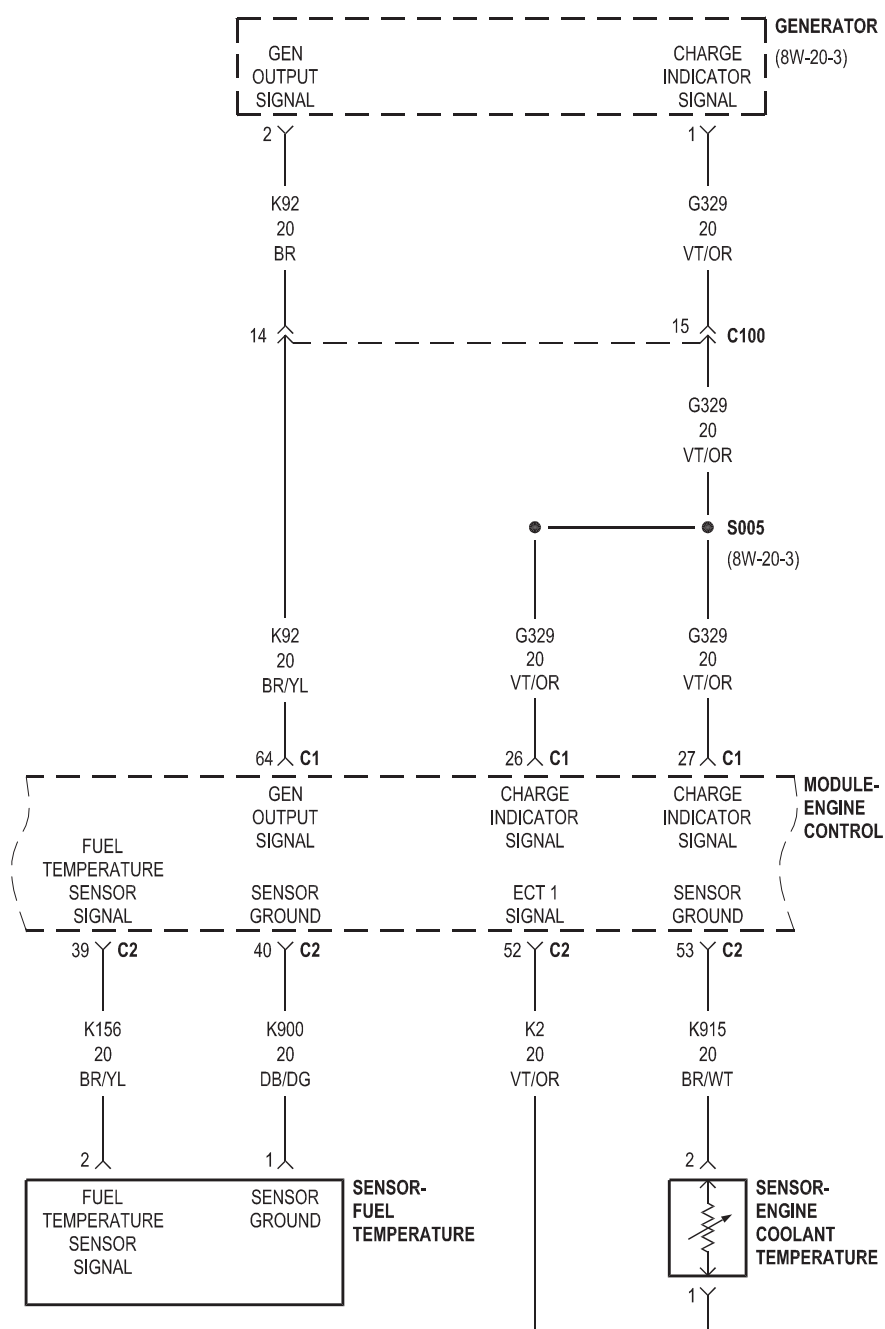 GENERATOR
(8W-20-3)
GEN
OUTPUT
SIGNAL
CHARGE
INDICATOR
SIGNAL
2
1
K92
20
BR
G329
20
VT/OR
14
15
C100
G329
20
VT/OR
S005
(8W-20-3)
K92
20
BR/YL
G329
20
VT/OR
G329
20
VT/OR
64 C1
26 C1
27 C1
MODULE-
ENGINE
CONTROL
GEN
OUTPUT
SIGNAL
CHARGE
INDICATOR
SIGNAL
CHARGE
INDICATOR
SIGNAL
FUEL
TEMPERATURE
SENSOR
SIGNAL
SENSOR
GROUND
ECT 1
SIGNAL
SENSOR
GROUND
39 C2
40 C2
52 C2
53 C2
K156
20
BR/YL
K900
20
DB/DG
K2
20
VT/OR
K915
20
BR/WT
2
1
2
FUEL
TEMPERATURE
SENSOR
SIGNAL
SENSOR
GROUND
SENSOR-
FUEL
TEMPERATURE
SENSOR-
ENGINE
COOLANT
TEMPERATURE
1